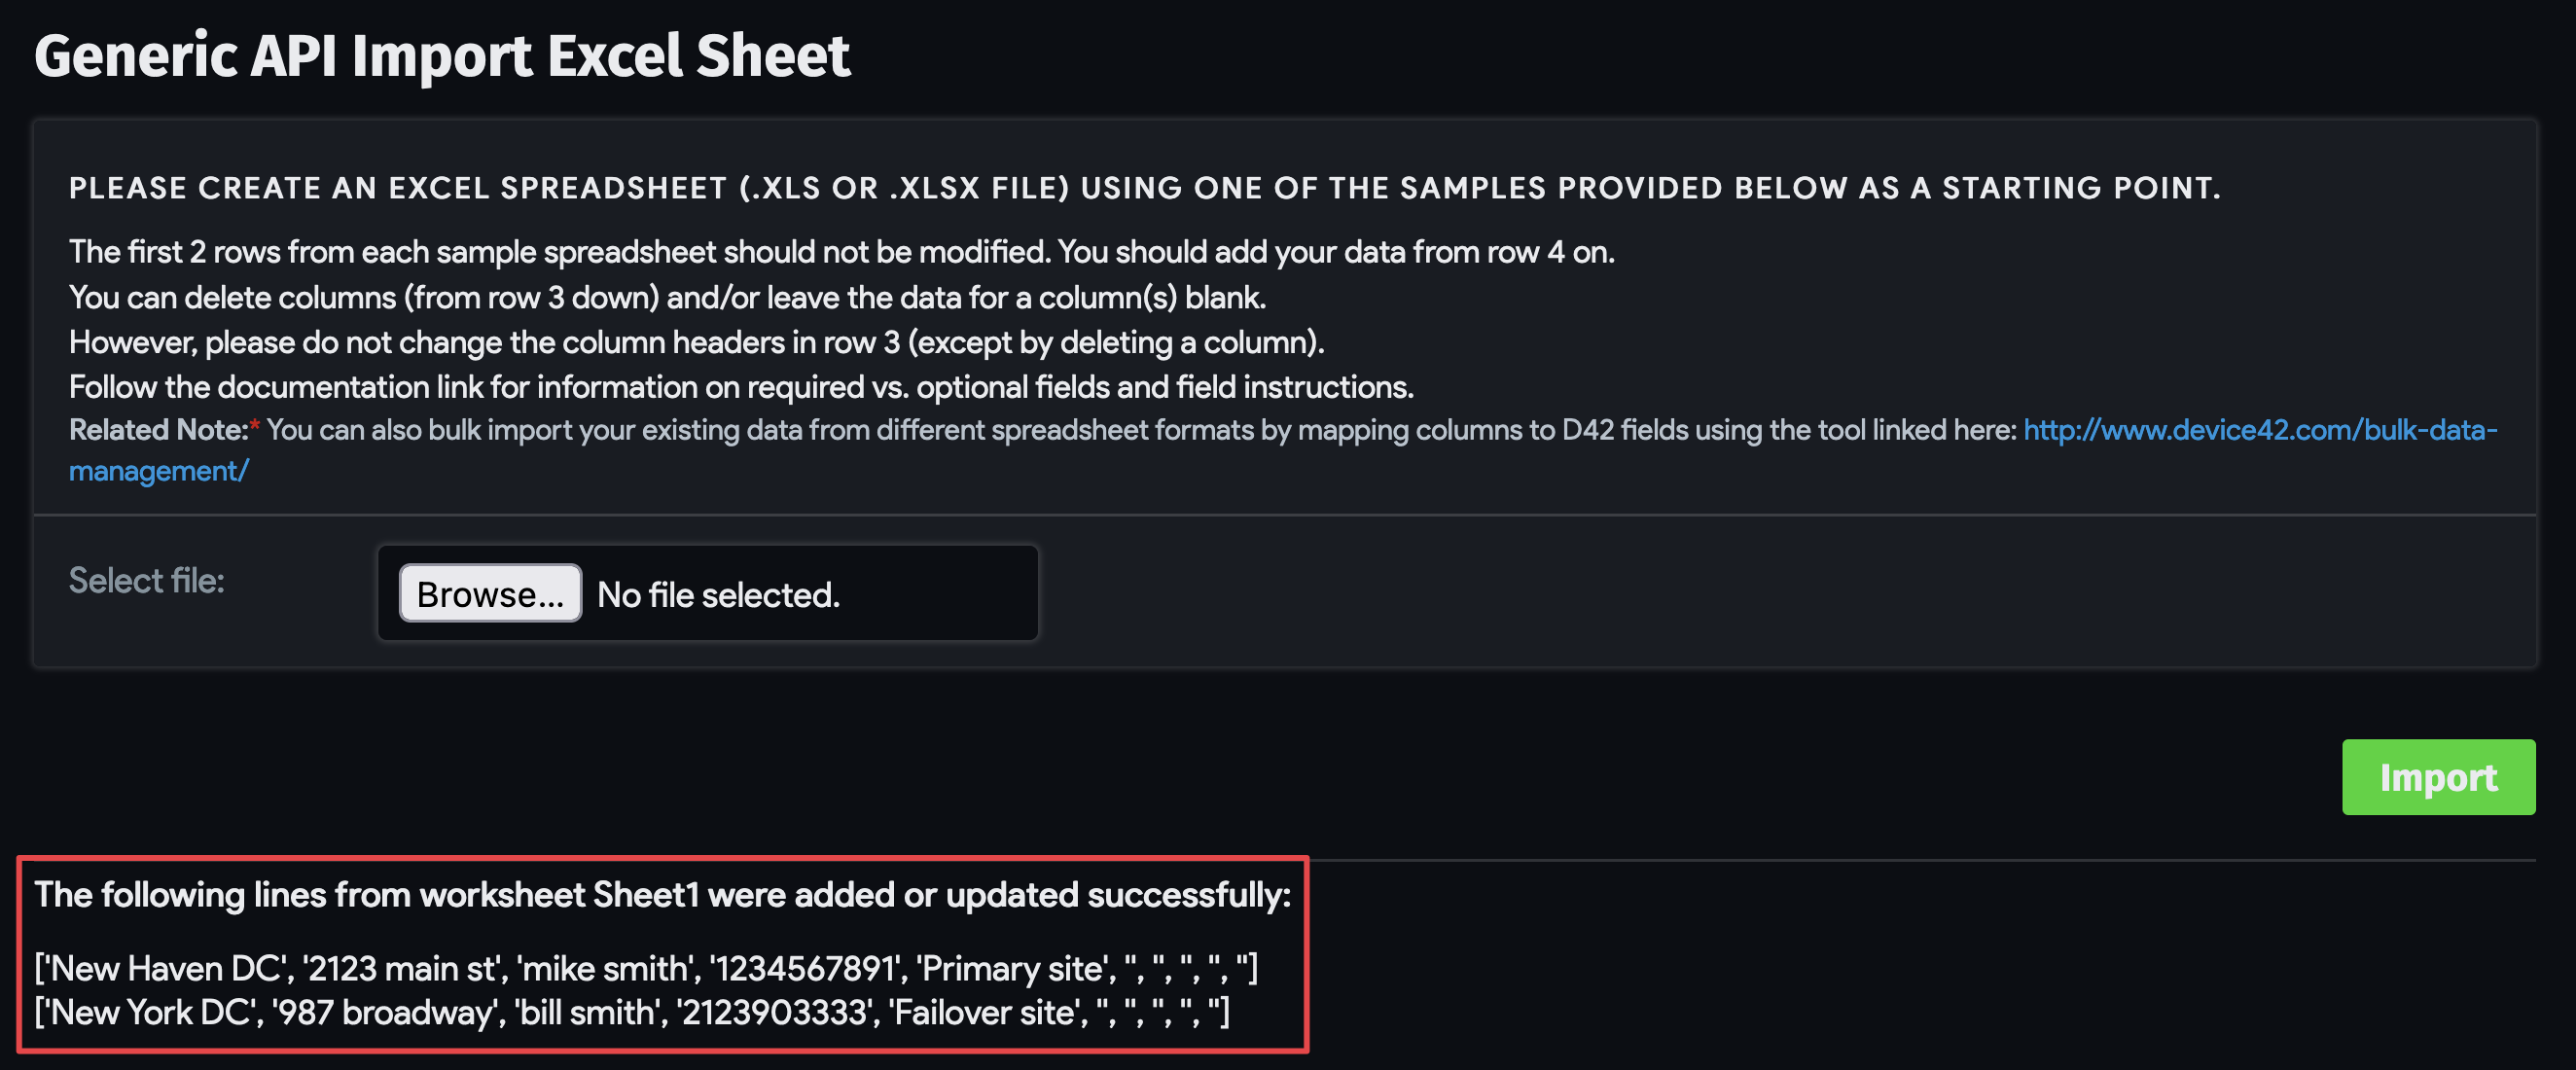 Generic API Import Excel Sheet
PLEASE CREATE AN EXCEL SPREADSHEET (.XLS OR .XLSX FILE) USING ONE OF THE SAMPLES PROVIDED BELOW AS A STARTING POINT.
The first 2 rows from each sample spreadsheet should not be modified. You should add your data from row 4 on.
You can delete columns (from row 3 down) and/or leave the data for a column(s) blank.
However, please do not change the column headers in row 3 (except by deleting a column).
Follow the documentation link for information on required vs. optional fields and field instructions.
Related Note:* You can also bulk import your existing data from different spreadsheet formats by mapping columns to D42 fields using the tool linked here: http://www.device42.com/bulk-data-
management/
Select file: Browse... No file selected.
Import
The following lines from worksheet Sheet1 were added or updated successfully:
['New Haven DC', '2123 main st', 'mike smith', '1234567891', 'Primary site', '', '', '', '', '']
['New York DC', '987 broadway', 'bill smith', '2123903333', 'Failover site', '', '', '', '', '']